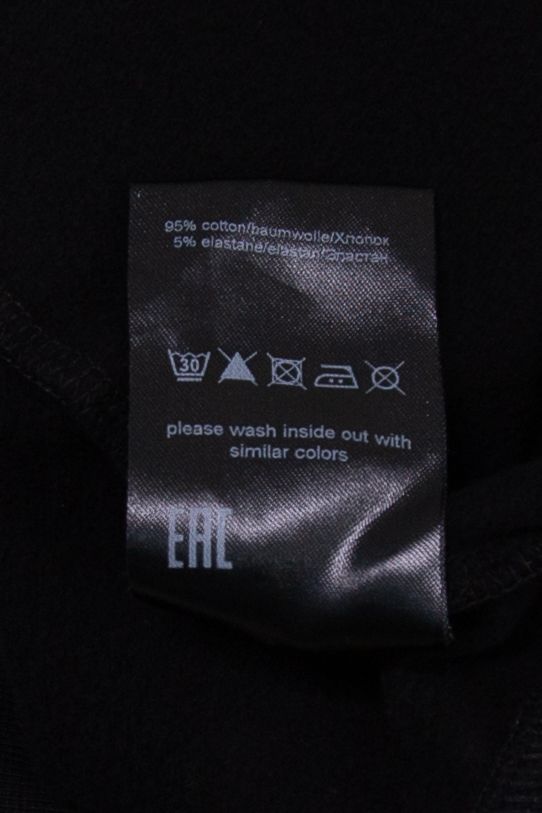 95% cotton/baumwolle/Хлопок
5% elastane/elastan/Эластан
30
please wash inside out with
similar colors
EAC